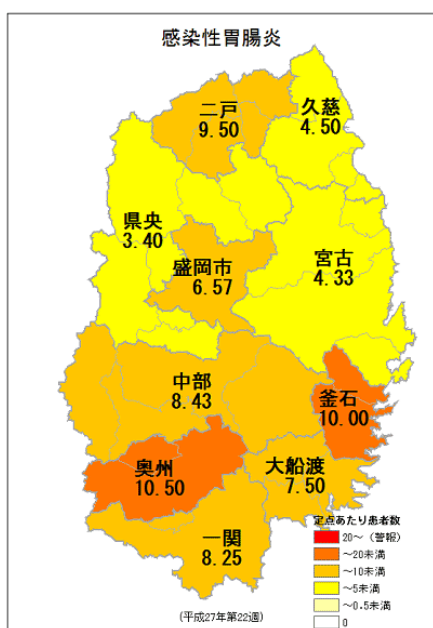 感染性胃腸炎
二戸
9.50
久慈
4.50
県央
3.40
盛岡市
6.57
宮古
4.33
中部
8.43
釜石
10.00
奥州
10.50
大船渡
7.50
一関
8.25
定点あたり患者数
20～（警報）
～20未満
～10未満
～5未満
～0.5未満
0
(平成27年第22週)